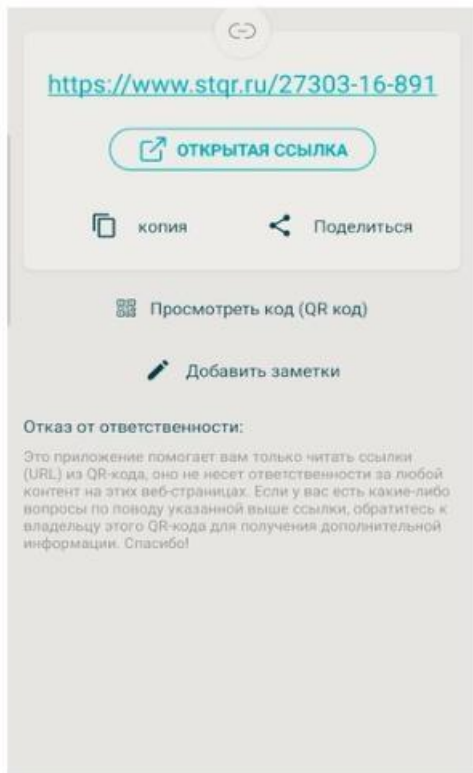 https://www.stqr.ru/27303-16-891
ОТКРЫТАЯ ССЫЛКА
копия
Поделиться
Просмотреть код (QR код)
Добавить заметки
Отказ от ответственности:
Это приложение помогает вам только читать ссылки
(URL) из QR-кода, оно не несет ответственности за любой
контент на этих веб-страницах. Если у вас есть какие-либо
вопросы по поводу указанной выше ссылки, обратитесь к
владельцу этого QR-кода для получения дополнительной
информации. Спасибо!